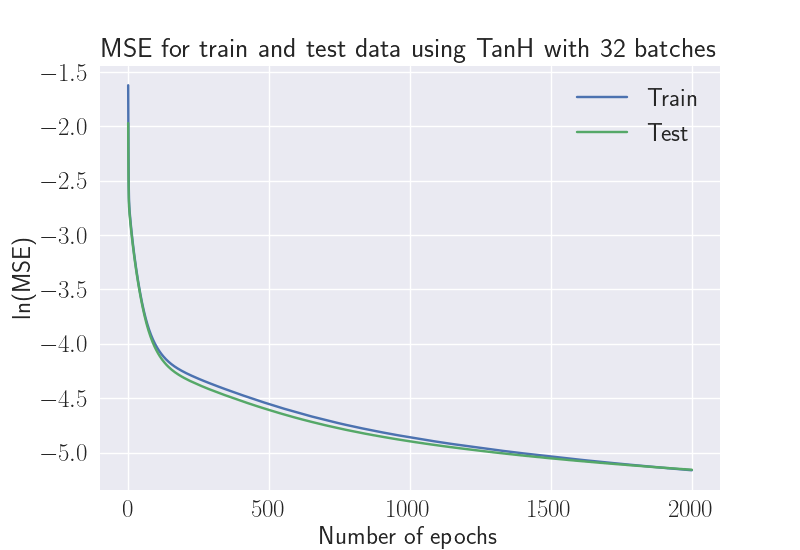 MSE for train and test data using TanH with 32 batches
−1.5
−2.0
−2.5
−3.0
−3.5
−4.0
−4.5
−5.0
ln(MSE)
Train
Test
0
500
1000
1500
2000
Number of epochs